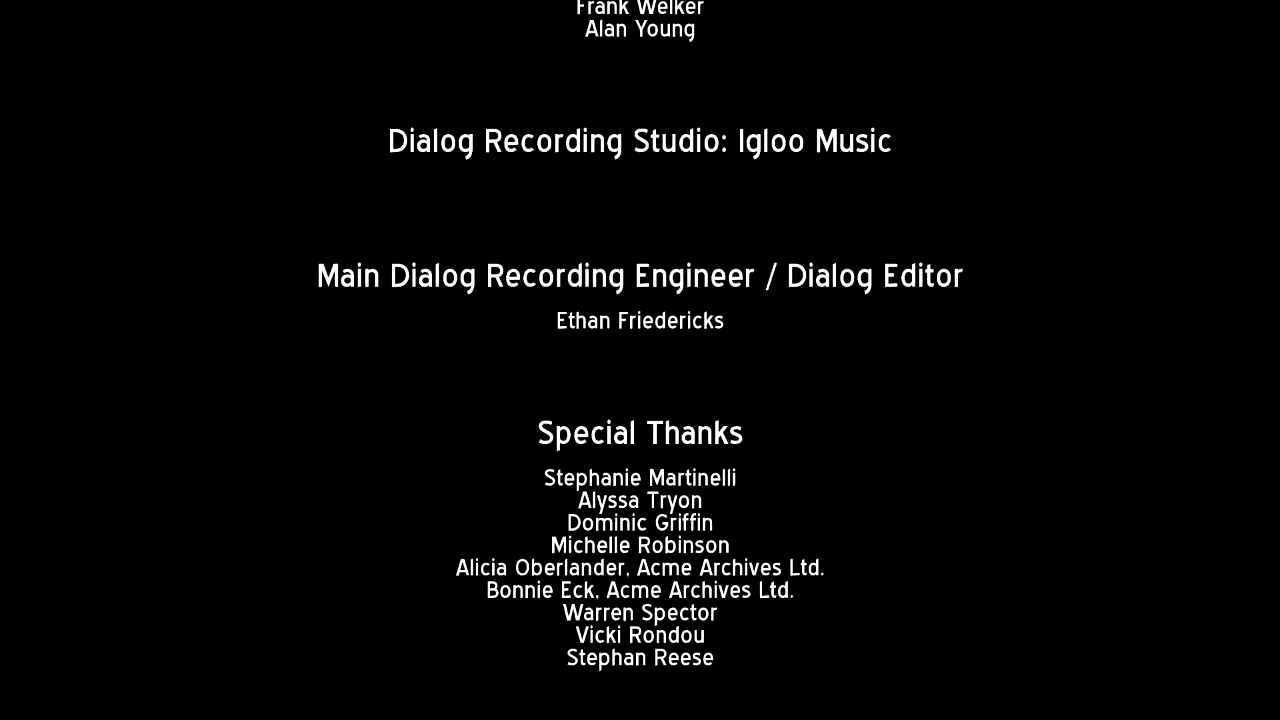 Frank Welker
Alan Young
Dialog Recording Studio: Igloo Music
Main Dialog Recording Engineer / Dialog Editor
Ethan Friedericks
Special Thanks
Stephanie Martinelli
Alyssa Tryon
Dominic Griffin
Michelle Robinson
Alicia Oberlander, Acme Archives Ltd.
Bonnie Eck, Acme Archives Ltd.
Warren Spector
Vicki Rondou
Stephan Reese